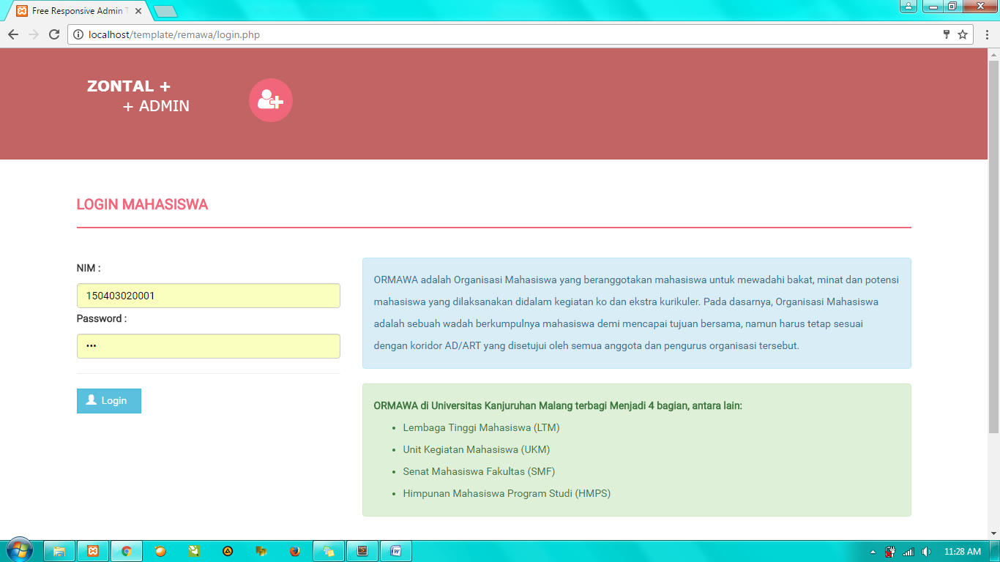 Free Responsive Admin T
localhost/template/remawa/login.php
ZONTAL +
+ ADMIN
LOGIN MAHASISWA
NIM :
150403020001
Password :
•••
Login
ORMAWA adalah Organisasi Mahasiswa yang beranggotakan mahasiswa untuk mewadahi bakat, minat dan potensi
mahasiswa yang dilaksanakan didalam kegiatan ko dan ekstra kurikuler. Pada dasarnya, Organisasi Mahasiswa
adalah sebuah wadah berkumpulnya mahasiswa demi mencapai tujuan bersama, namun harus tetap sesuai
dengan koridor AD/ART yang disetujui oleh semua anggota dan pengurus organisasi tersebut.
ORMAWA di Universitas Kanjuruhan Malang terbagi Menjadi 4 bagian, antara lain:
• Lembaga Tinggi Mahasiswa (LTM)
• Unit Kegiatan Mahasiswa (UKM)
• Senat Mahasiswa Fakultas (SMF)
• Himpunan Mahasiswa Program Studi (HMPS)
11:28 AM